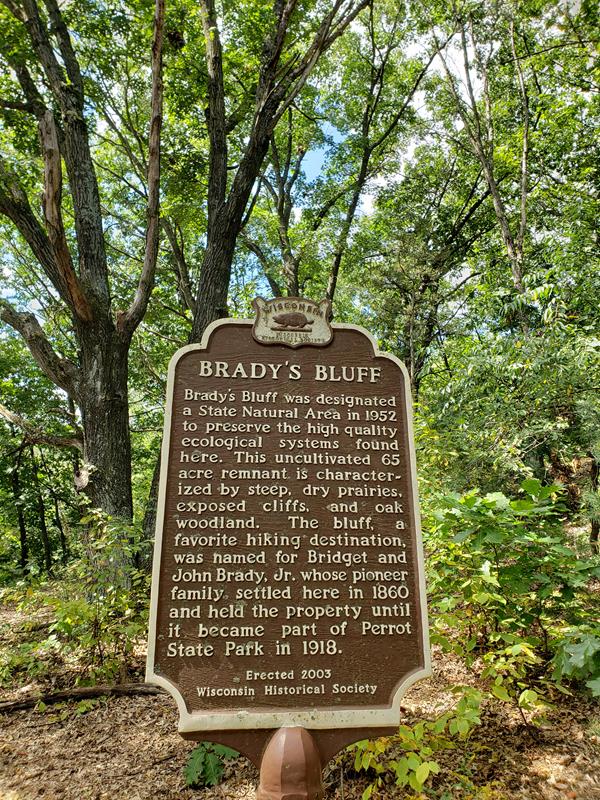 WISCONSIN
BRADY'S BLUFF
Brady's Bluff was designated
a State Natural Area in 1952
to preserve the high quality
ecological systems found
here. This uncultivated 65
acre remnant is character-
ized by steep, dry prairies,
exposed cliffs, and oak
woodland. The bluff, a
favorite hiking destination,
was named for Bridget and
John Brady, Jr. whose pioneer
family settled here in 1860
and held the property until
it became part of Perrot
State Park in 1918.
Erected 2003
Wisconsin Historical Society